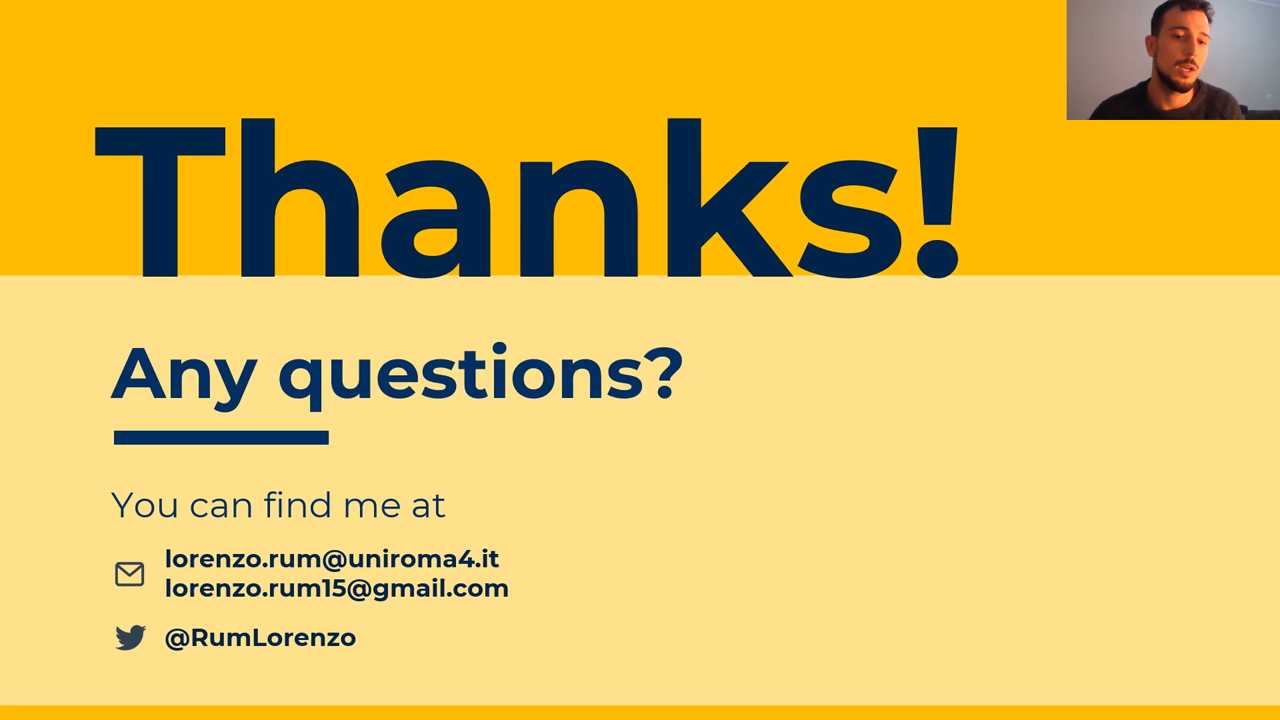 Thanks!
Any questions?
You can find me at
lorenzo.rum@uniroma4.it
lorenzo.rum15@gmail.com
@RumLorenzo